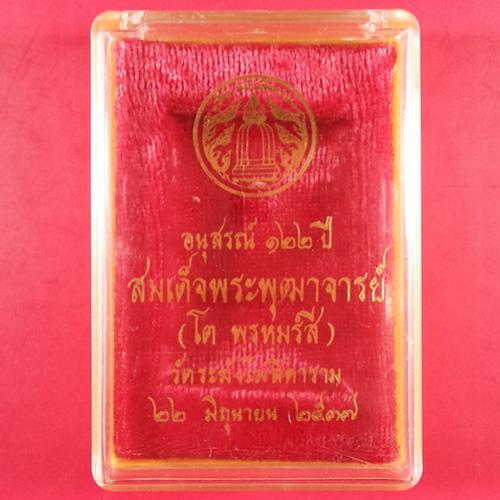 อนุสรณ์ ๑๒๒ ปี
สมเด็จพระพุฒาจารย์
(โต พรหมรํสี)
วัดระฆังโฆสิตาราม
๒๒ มิถุนายน ๒๕๓๗